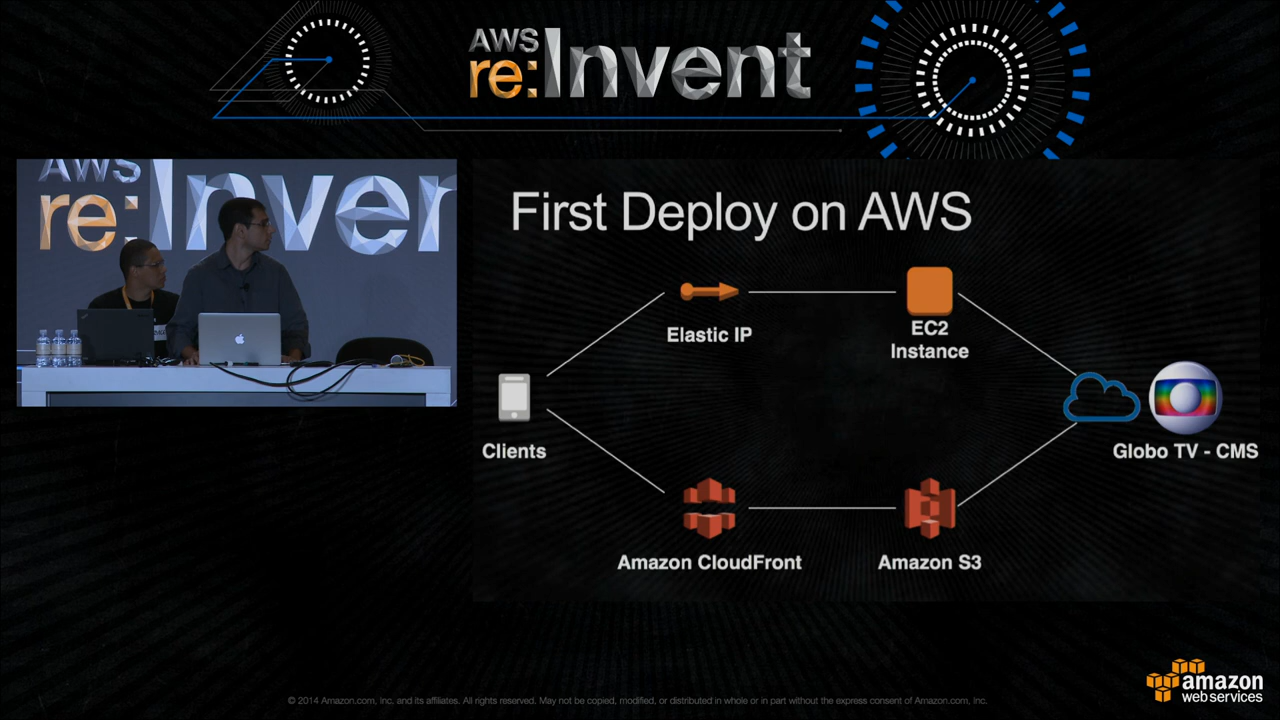 AWS
re:Invent
AWS
re:Inver
First Deploy on AWS
Elastic IP
EC2
Instance
Clients
Globo TV - CMS
Amazon CloudFront
Amazon S3
© 2014 Amazon.com, Inc. and its affiliates. All rights reserved. May not be copied, modified, or distributed in whole or in part without the express consent of Amazon.com, Inc.
amazon
web services